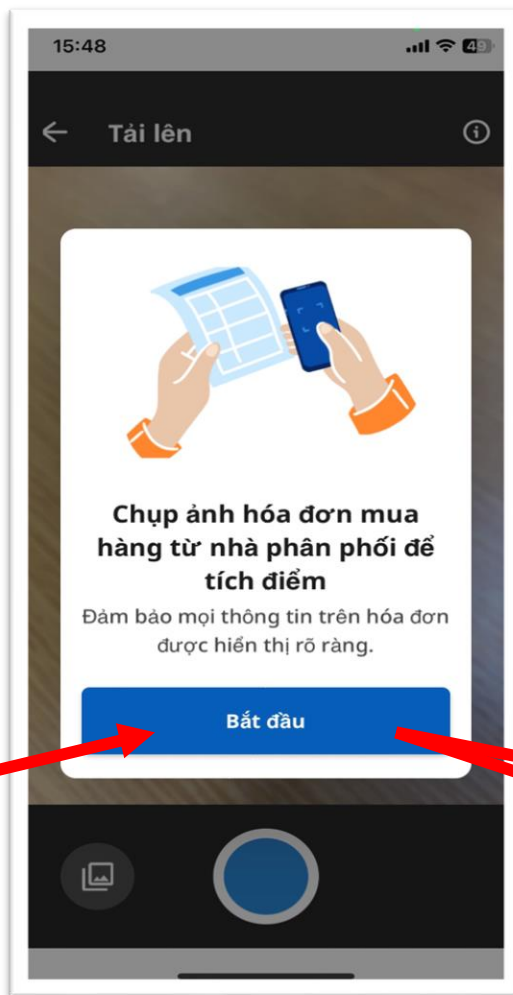 15:48
49
Tải lên
Chụp ảnh hóa đơn mua
hàng từ nhà phân phối để
tích điểm
Đảm bảo mọi thông tin trên hóa đơn
được hiển thị rõ ràng.
Bắt đầu